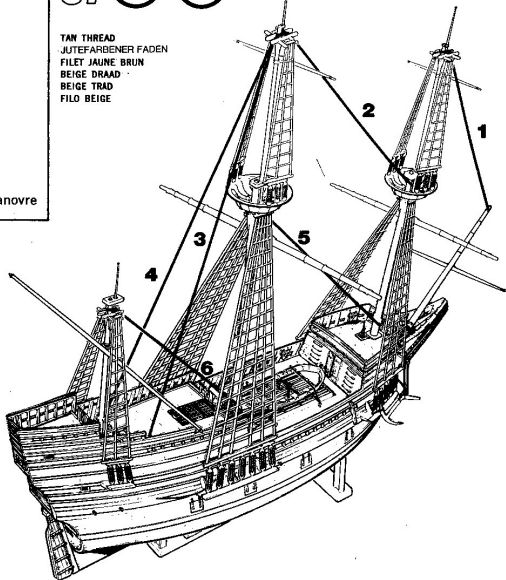 TAN THREAD
JUTEFARBENER FADEN
FILET JAUNE BRUN
BEIGE DRAAD
BEIGE TRAD
FILO BEIGE
anovre
1
2
3
4
5
6